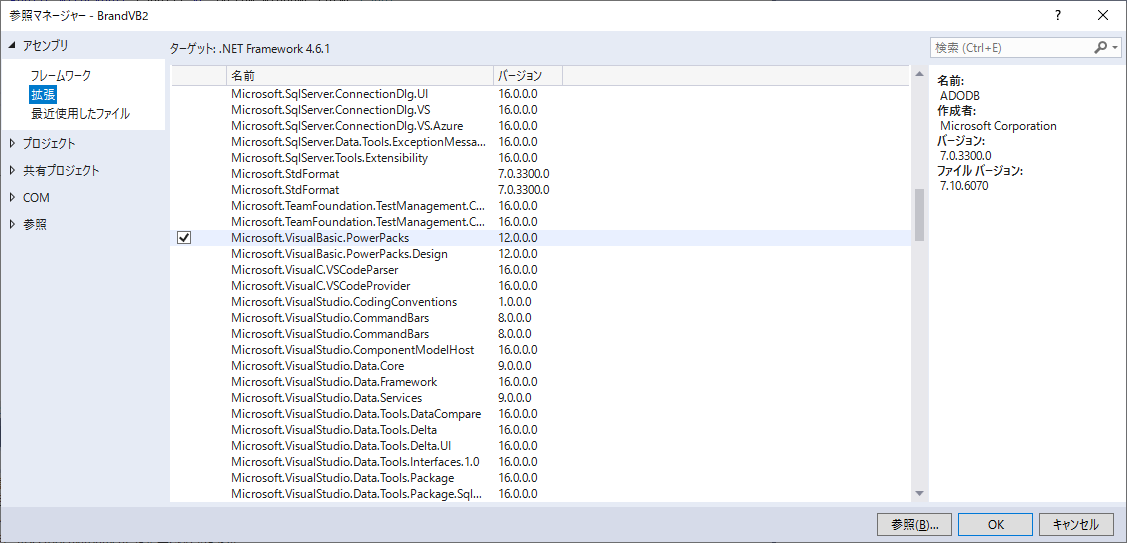 参照マネージャー - BrandVB2
? ×
アセンブリ
フレームワーク
拡張
最近使用したファイル
プロジェクト
共有プロジェクト
COM
参照
ターゲット: .NET Framework 4.6.1
検索 (Ctrl+E)
名前 バージョン
Microsoft.SqlServer.ConnectionDlg.UI 16.0.0.0
Microsoft.SqlServer.ConnectionDlg.VS 16.0.0.0
Microsoft.SqlServer.ConnectionDlg.VS.Azure 16.0.0.0
Microsoft.SqlServer.Data.Tools.ExceptionMessa... 16.0.0.0
Microsoft.SqlServer.Tools.Extensibility 16.0.0.0
Microsoft.StdFormat 7.0.3300.0
Microsoft.StdFormat 7.0.3300.0
Microsoft.TeamFoundation.TestManagement.C... 16.0.0.0
Microsoft.TeamFoundation.TestManagement.C... 16.0.0.0
Microsoft.VisualBasic.PowerPacks 12.0.0.0
Microsoft.VisualBasic.PowerPacks.Design 12.0.0.0
Microsoft.VisualC.VSCodeParser 16.0.0.0
Microsoft.VisualC.VSCodeProvider 16.0.0.0
Microsoft.VisualStudio.CodingConventions 1.0.0.0
Microsoft.VisualStudio.CommandBars 8.0.0.0
Microsoft.VisualStudio.CommandBars 8.0.0.0
Microsoft.VisualStudio.ComponentModelHost 16.0.0.0
Microsoft.VisualStudio.Data.Core 9.0.0.0
Microsoft.VisualStudio.Data.Framework 16.0.0.0
Microsoft.VisualStudio.Data.Services 9.0.0.0
Microsoft.VisualStudio.Data.Tools.DataCompare 16.0.0.0
Microsoft.VisualStudio.Data.Tools.Delta 16.0.0.0
Microsoft.VisualStudio.Data.Tools.Delta.UI 16.0.0.0
Microsoft.VisualStudio.Data.Tools.Interfaces.1.0 16.0.0.0
Microsoft.VisualStudio.Data.Tools.Package 16.0.0.0
Microsoft.VisualStudio.Data.Tools.Package.Sql... 16.0.0.0
名前:
ADODB
作成者:
Microsoft Corporation
バージョン:
7.0.3300.0
ファイル バージョン:
7.10.6070
参照(B)... OK キャンセル